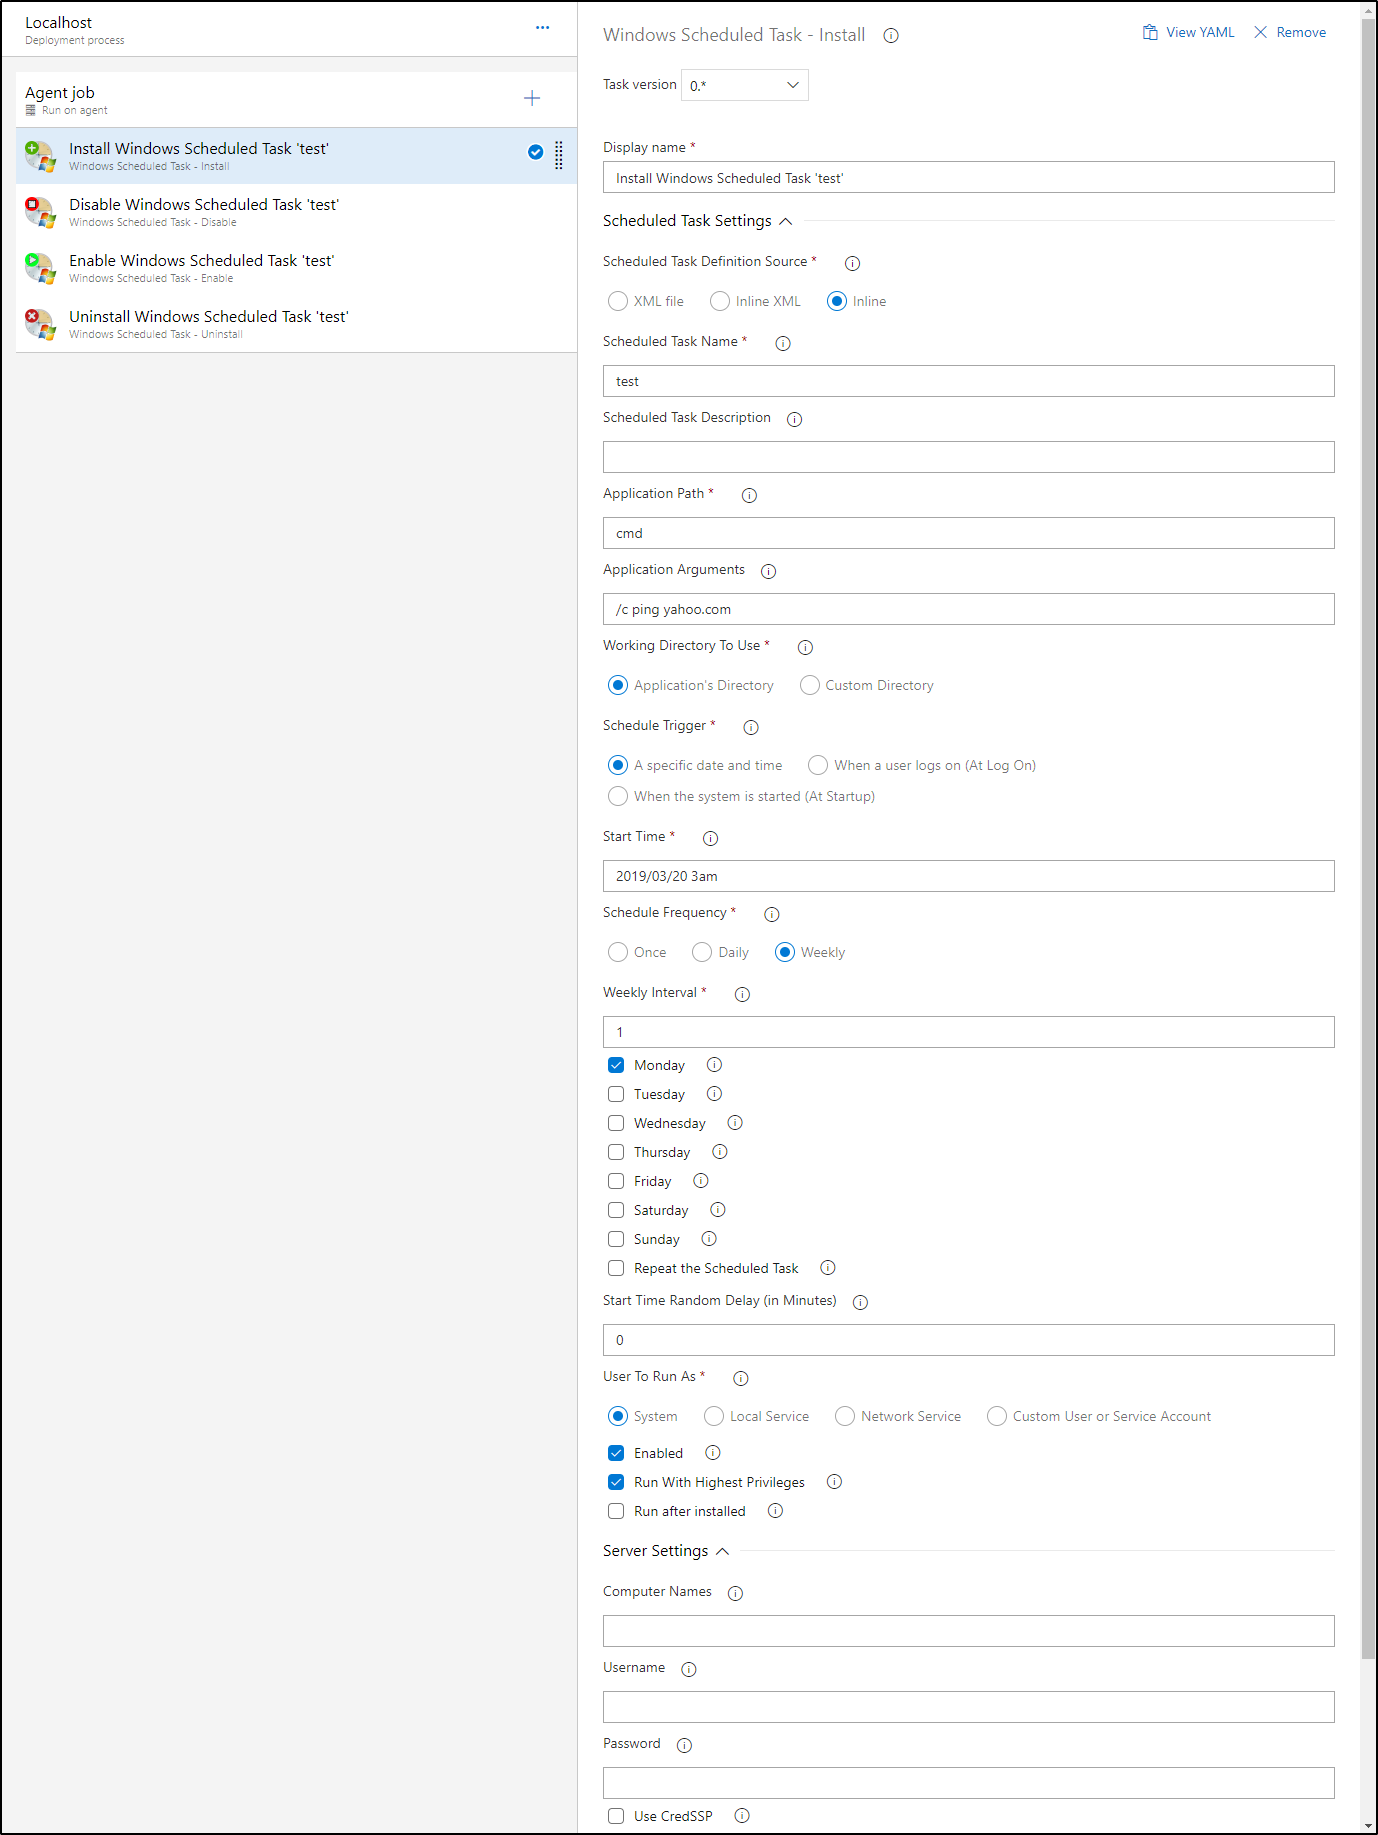 Localhost
Deployment process
Agent job
Run on agent
Install Windows Scheduled Task 'test'
Windows Scheduled Task - Install
Disable Windows Scheduled Task 'test'
Windows Scheduled Task - Disable
Enable Windows Scheduled Task 'test'
Windows Scheduled Task - Enable
Uninstall Windows Scheduled Task 'test'
Windows Scheduled Task - Uninstall
Windows Scheduled Task - Install
View YAML
Remove
Task version 0.*
Display name *
Install Windows Scheduled Task 'test'
Scheduled Task Settings
Scheduled Task Definition Source *
XML file Inline XML Inline
Scheduled Task Name *
test
Scheduled Task Description
Application Path *
cmd
Application Arguments
/c ping yahoo.com
Working Directory To Use *
Application's Directory Custom Directory
Schedule Trigger *
A specific date and time When a user logs on (At Log On)
When the system is started (At Startup)
Start Time *
2019/03/20 3am
Schedule Frequency *
Once Daily Weekly
Weekly Interval *
1
Monday
Tuesday
Wednesday
Thursday
Friday
Saturday
Sunday
Repeat the Scheduled Task
Start Time Random Delay (in Minutes)
0
User To Run As *
System Local Service Network Service Custom User or Service Account
Enabled
Run With Highest Privileges
Run after installed
Server Settings
Computer Names
Username
Password
Use CredSSP